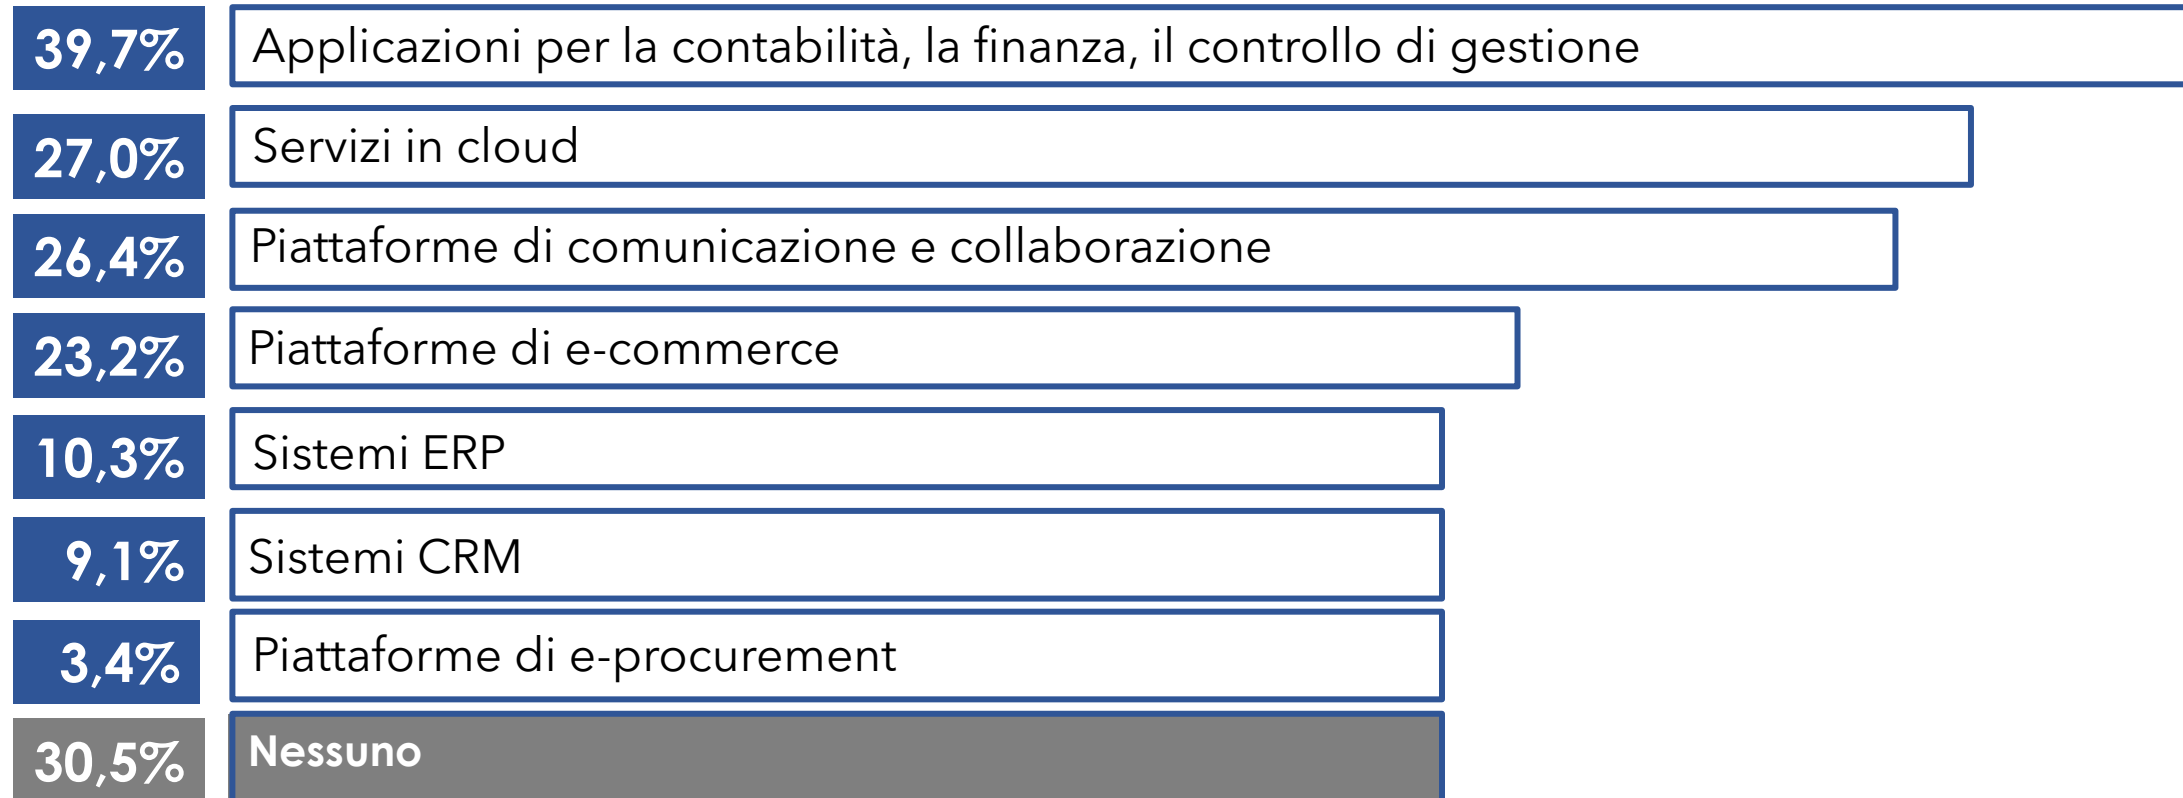 39,7% Applicazioni per la contabilità, la finanza, il controllo di gestione
27,0% Servizi in cloud
26,4% Piattaforme di comunicazione e collaborazione
23,2% Piattaforme di e-commerce
10,3% Sistemi ERP
9,1% Sistemi CRM
3,4% Piattaforme di e-procurement
30,5% Nessuno